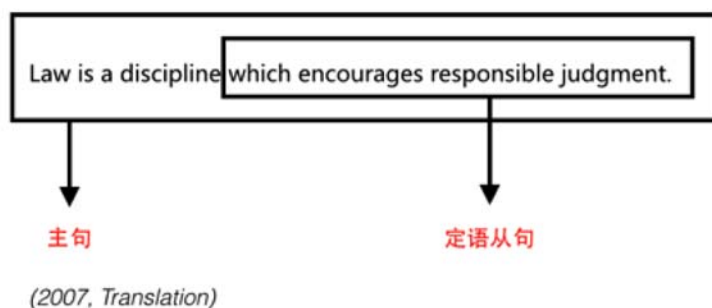 Law is a discipline which encourages responsible judgment.
主句 定语从句
(2007, Translation)